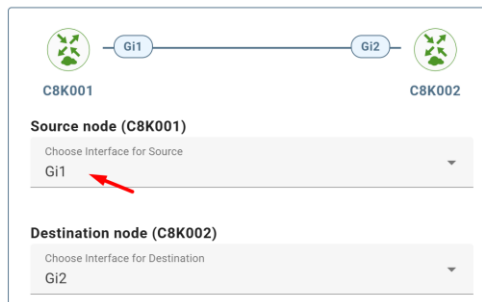 Gi1 Gi2
C8K001 C8K002
Source node (C8K001)
Choose Interface for Source
Gi1
Destination node (C8K002)
Choose Interface for Destination
Gi2